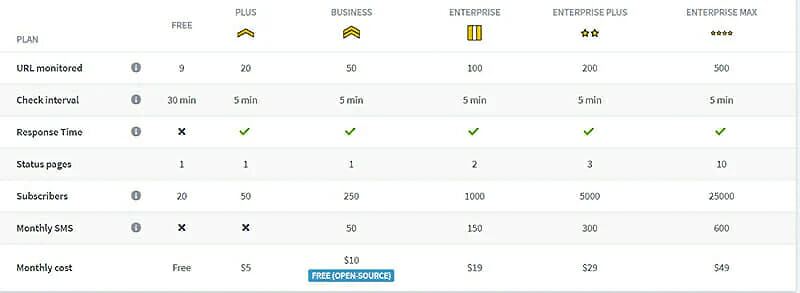 PLAN FREE PLUS BUSINESS ENTERPRISE ENTERPRISE PLUS ENTERPRISE MAX
URL monitored 9 20 50 100 200 500
Check interval 30 min 5 min 5 min 5 min 5 min 5 min
Response Time
Status pages 1 1 1 2 3 10
Subscribers 20 50 250 1000 5000 25000
Monthly SMS 50 150 300 600
Monthly cost Free $5 $10 $19 $29 $49
FREE (OPEN-SOURCE)